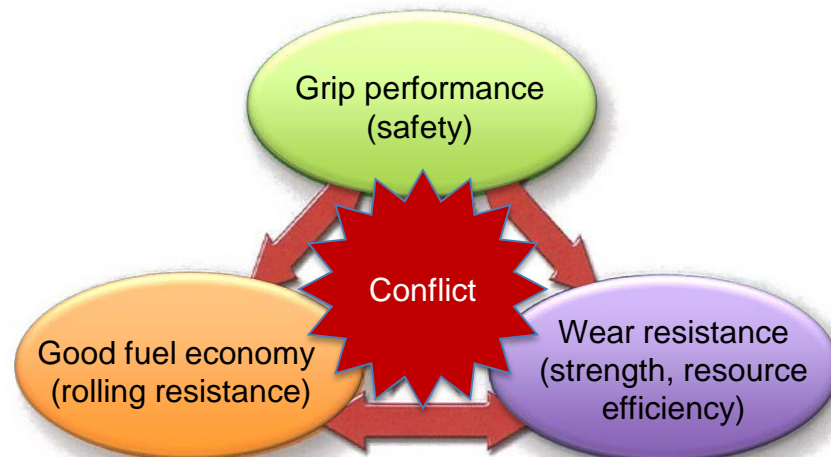 Grip performance
(safety)
Conflict
Good fuel economy
(rolling resistance)
Wear resistance
(strength, resource
efficiency)